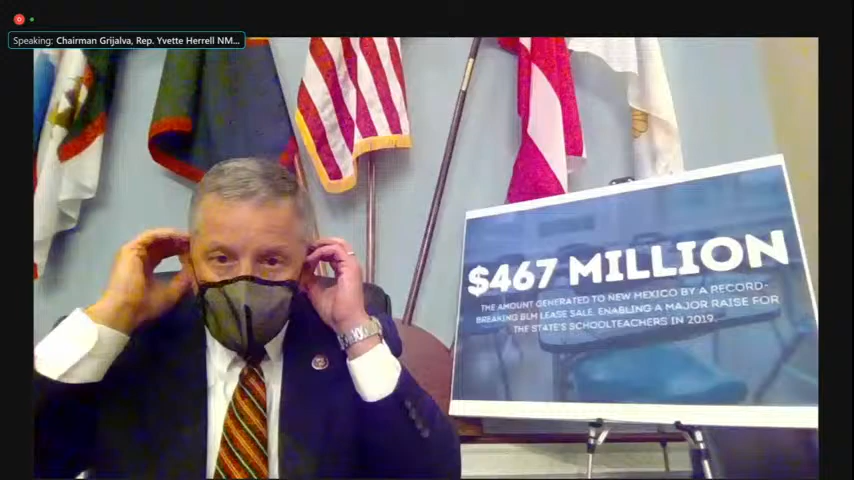 Speaking: Chairman Grijalva, Rep. Yvette Herrell NM...
$467 MILLION
THE AMOUNT GENERATED TO NEW MEXICO BY A RECORD-
BREAKING BLM LEASE SALE, ENABLING A MAJOR RAISE FOR
THE STATE'S SCHOOLTEACHERS IN 2019.